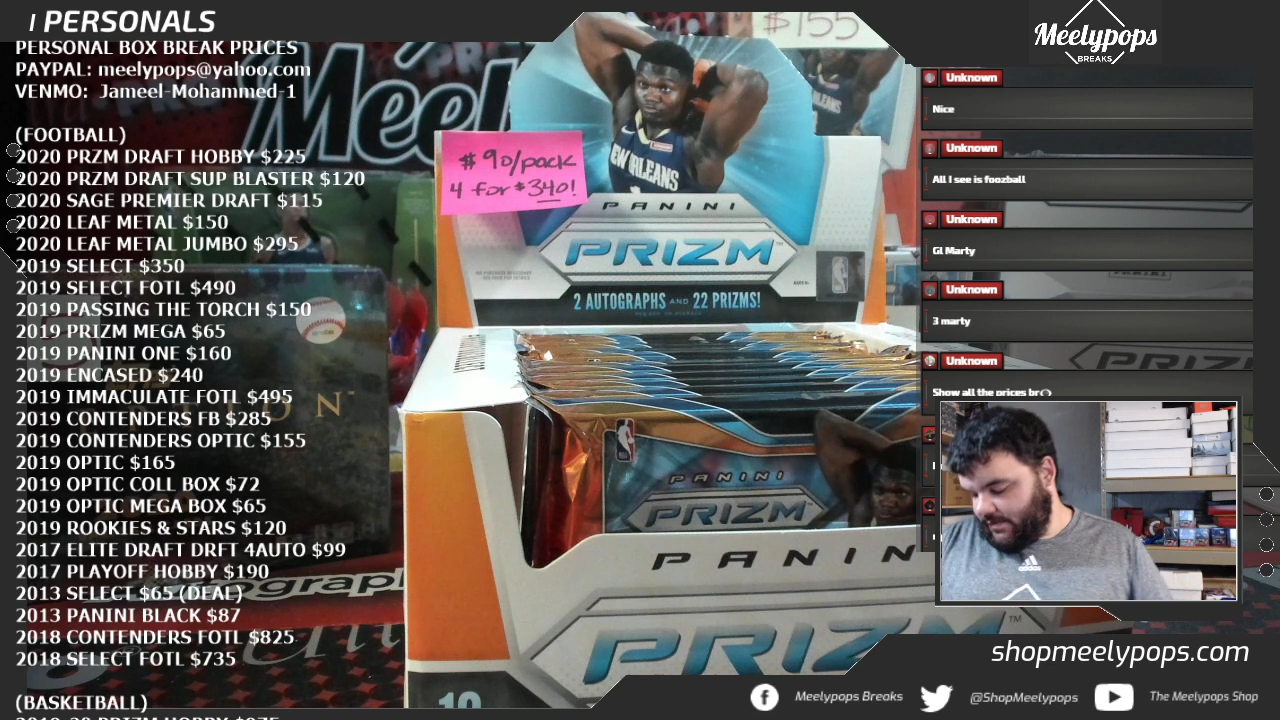 I PERSONALS
PERSONAL BOX BREAK PRICES
PAYPAL: meelypops@yahoo.com
VENMO: Jameel-Mohammed-1
(FOOTBALL)
2020 PRZM DRAFT HOBBY $225
2020 PRZM DRAFT SUP BLASTER $120
2020 SAGE PREMIER DRAFT $115
2020 LEAF METAL $150
2020 LEAF METAL JUMBO $295
2019 SELECT $350
2019 SELECT FOTL $490
2019 PASSING THE TORCH $150
2019 PRIZM MEGA $65
2019 PANINI ONE $160
2019 ENCASED $240
2019 IMMACULATE FOTL $495
2019 CONTENDERS FB $285
2019 CONTENDERS OPTIC $155
2019 OPTIC $165
2019 OPTIC COLL BOX $72
2019 OPTIC MEGA BOX $65
2019 ROOKIES & STARS $120
2017 ELITE DRAFT DRFT 4AUTO $99
2017 PLAYOFF HOBBY $190
2013 SELECT $65 (DEAL)
2013 PANINI BLACK $87
2018 CONTENDERS FOTL $825
2018 SELECT FOTL $735
(BASKETBALL)
Meel
$155
$90/pack
4 for $340!
NEW ORLEANS
PANINI
PRIZM™
2 AUTOGRAPHS AND 22 PRIZMS!
PANINI
PRIZM
PANIN
PRIZM™
Meelypops
BREAKS
Unknown
Nice
Unknown
All I see is foozball
Unknown
Gl Marty
Unknown
3 marty
Unknown
Show all the prices bro
shopmeelypops.com
Meelypops Breaks
@ShopMeelypops
The Meelypops Shop